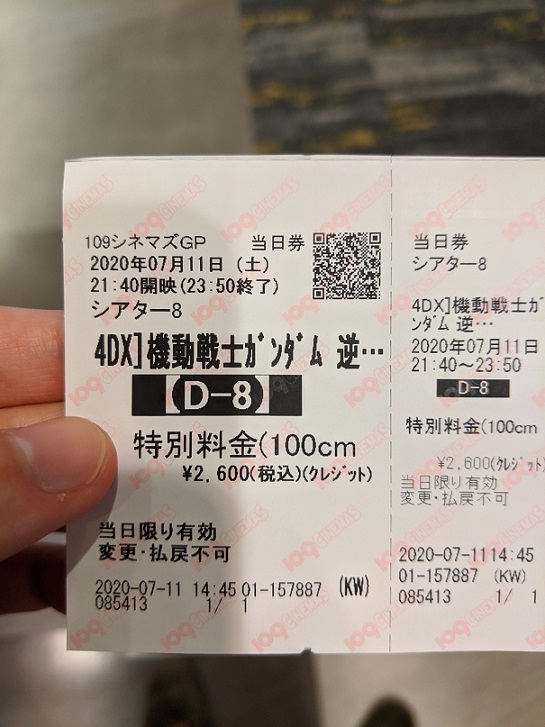 109シネマズGP 当日券
2020年07月11日 (土)
21:40開映(23:50終了)
シアター8
4DX]機動戦士ｶﾞﾝﾀﾞﾑ 逆…
【D-8】
特別料金(100cm
¥2,600(税込)(ｸﾚｼﾞｯﾄ)
当日限り有効
変更・払戻不可
2020-07-11 14:45 01-157887 (KW)
085413 1/ 1
当日券
シアター8
4DX]機動戦士ｶﾞ
ﾝﾀﾞﾑ 逆…
2020年07月11日
21:40～23:50
D-8
特別料金(100cm
¥2,600(ｸﾚｼﾞｯﾄ)
当日限り有効
変更・払戻不可
2020-07-11 14:45
01-157887 (KW)
085413 1/ 1
109 CINEMAS